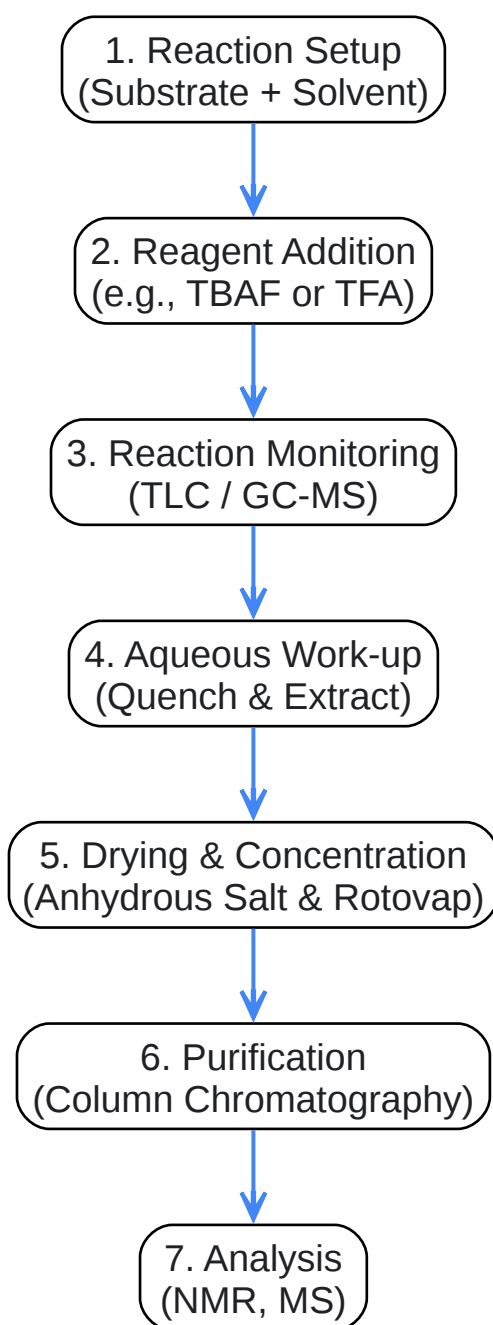 1. Reaction Setup
(Substrate + Solvent)
2. Reagent Addition
(e.g., TBAF or TFA)
3. Reaction Monitoring
(TLC / GC-MS)
4. Aqueous Work-up
(Quench & Extract)
5. Drying & Concentration
(Anhydrous Salt & Rotovap)
6. Purification
(Column Chromatography)
7. Analysis
(NMR, MS)